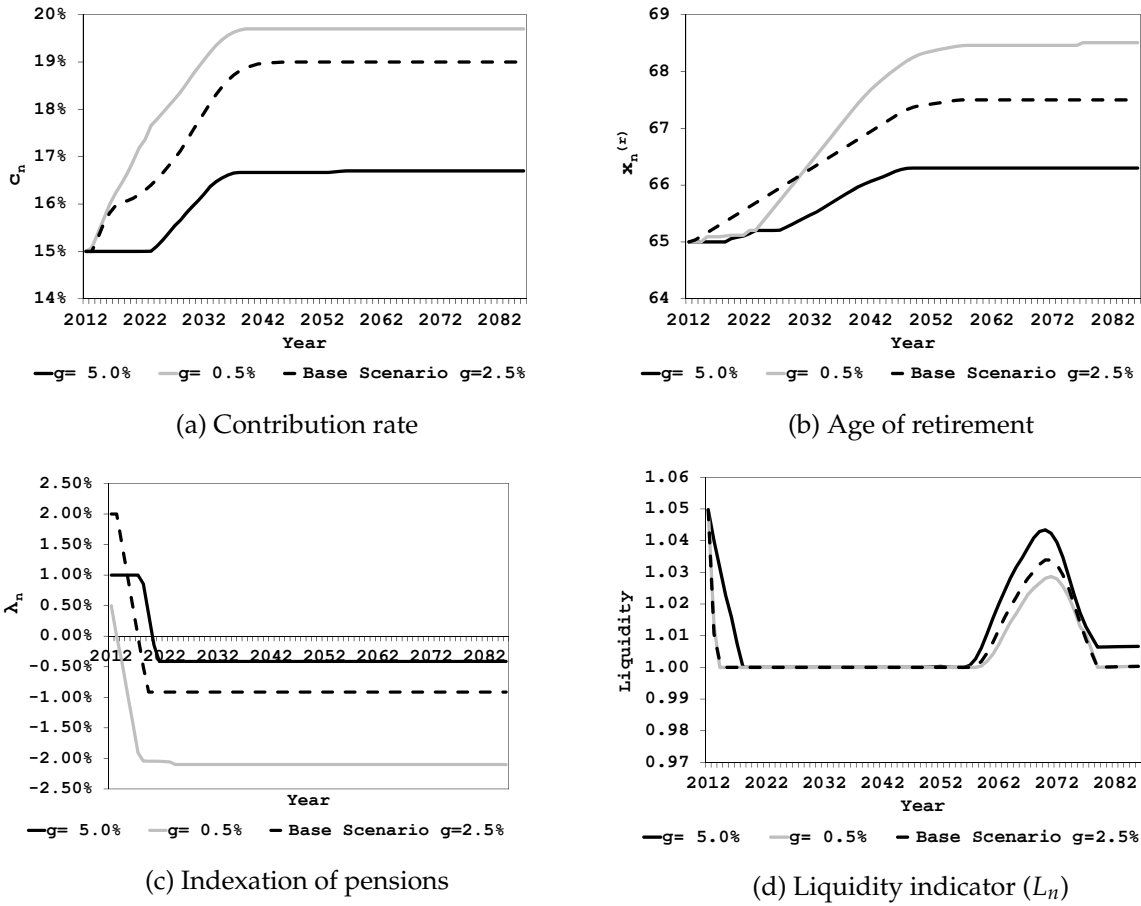 20%
19%
18%
17%
16%
15%
14%
c_n
2012 2022 2032 2042 2052 2062 2072 2082
Year
g= 5.0% g= 0.5% Base Scenario g=2.5%
(a) Contribution rate
69
68
67
66
65
64
x_n^(r)
2012 2022 2032 2042 2052 2062 2072 2082
Year
g= 5.0% g= 0.5% Base Scenario g=2.5%
(b) Age of retirement
2.50%
2.00%
1.50%
1.00%
0.50%
0.00%
-0.50%
-1.00%
-1.50%
-2.00%
-2.50%
λ_n
2012 2022 2032 2042 2052 2062 2072 2082
Year
g= 5.0% g= 0.5% Base Scenario g=2.5%
(c) Indexation of pensions
1.06
1.05
1.04
1.03
1.02
1.01
1.00
0.99
0.98
0.97
Liquidity
2012 2022 2032 2042 2052 2062 2072 2082
Year
g= 5.0% g= 0.5% Base Scenario g=2.5%
(d) Liquidity indicator (L_n)